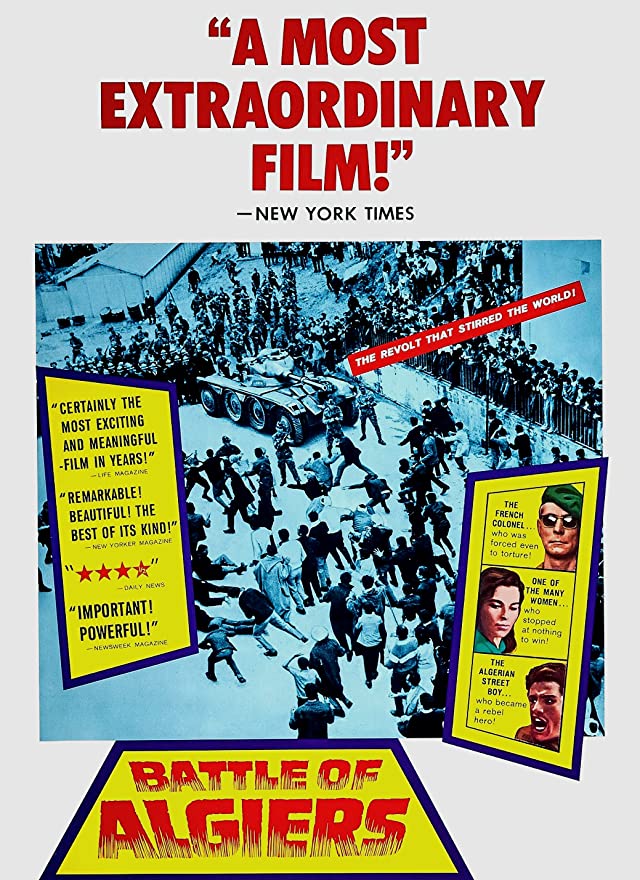 “A MOST
EXTRAORDINARY
FILM!”
—NEW YORK TIMES
THE REVOLT THAT STIRRED THE WORLD!
“CERTAINLY THE
MOST EXCITING
AND MEANINGFUL
-FILM IN YEARS!”
—LIFE MAGAZINE
“REMARKABLE!
BEAUTIFUL! THE
BEST OF ITS KIND!”
—NEW YORKER MAGAZINE
“★★★½”
—DAILY NEWS
“IMPORTANT!
POWERFUL!”
—NEWSWEEK MAGAZINE
THE
FRENCH
COLONEL...
who was
forced even
to torture!
ONE OF
THE MANY
WOMEN...
who
stopped
at nothing
to win!
THE
ALGERIAN
STREET
BOY...
who became
a rebel
hero!
BATTLE OF
ALGIERS